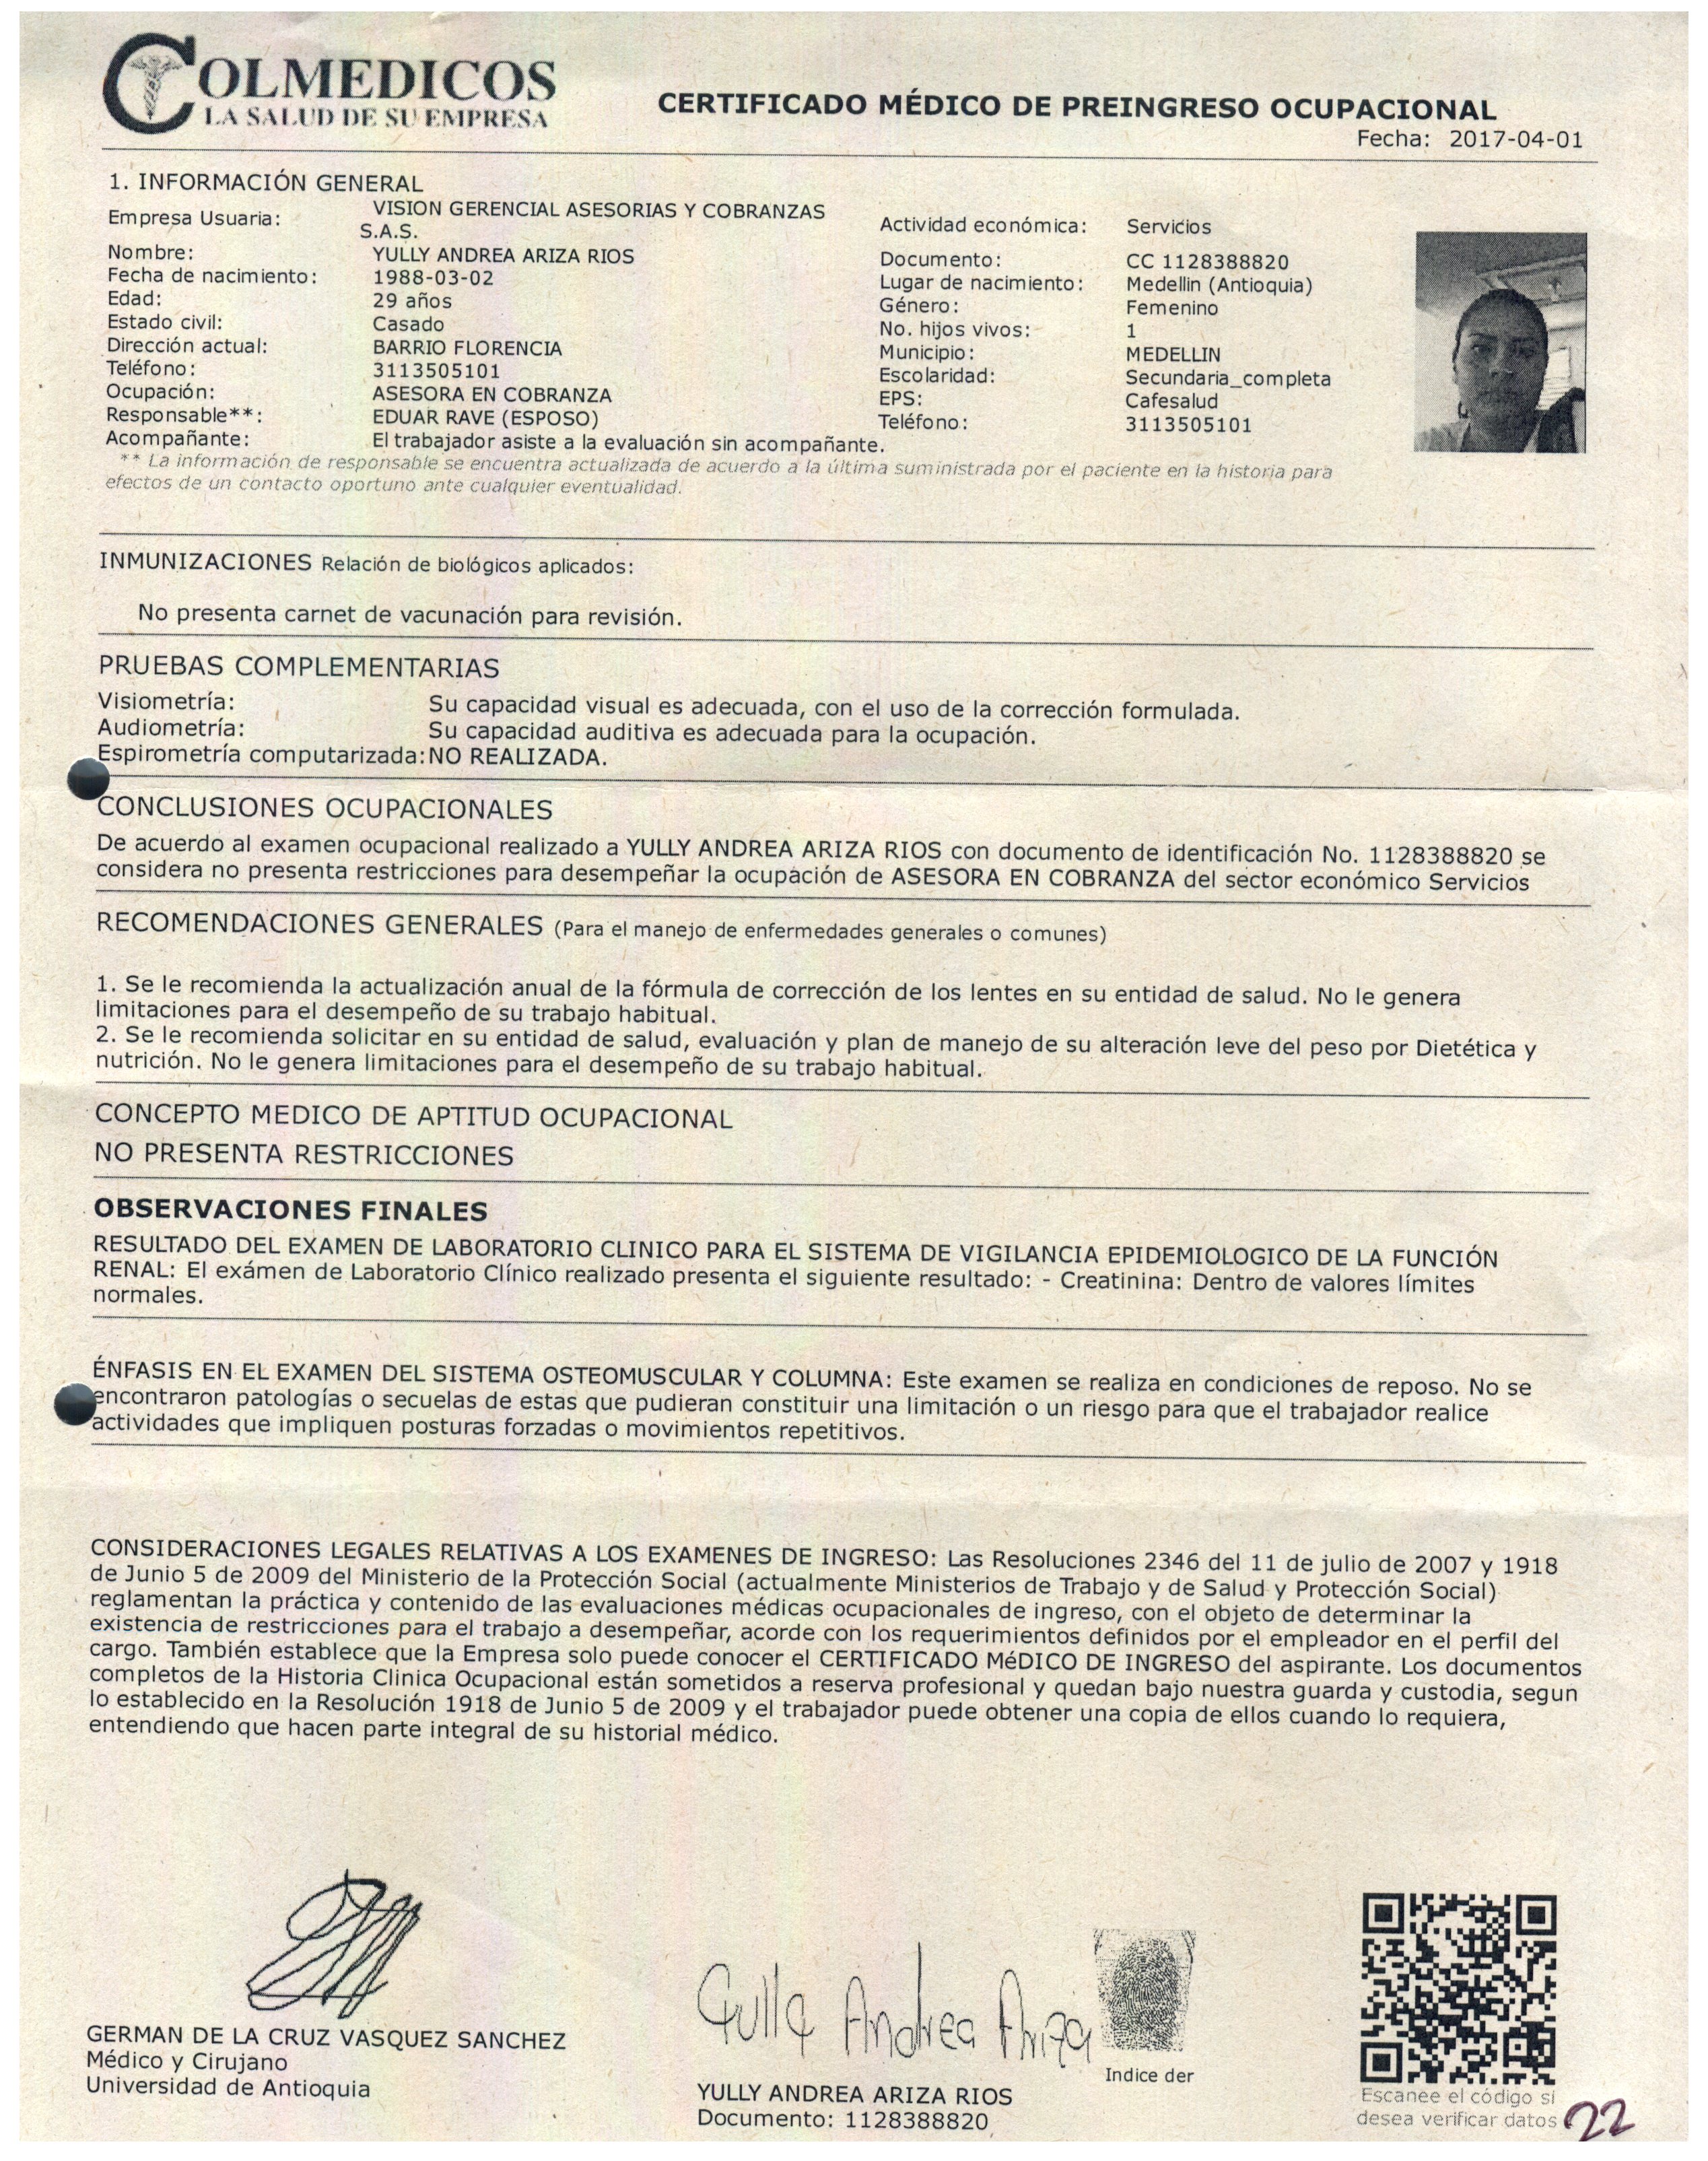 COLMEDICOS
LA SALUD DE SU EMPRESA
CERTIFICADO MÉDICO DE PREINGRESO OCUPACIONAL
Fecha: 2017-04-01
1. INFORMACIÓN GENERAL
Empresa Usuaria: VISION GERENCIAL ASESORIAS Y COBRANZAS S.A.S. Actividad económica: Servicios
Nombre: YULLY ANDREA ARIZA RIOS Documento: CC 1128388820
Fecha de nacimiento: 1988-03-02 Lugar de nacimiento: Medellin (Antioquia)
Edad: 29 años Género: Femenino
Estado civil: Casado No. hijos vivos: 1
Dirección actual: BARRIO FLORENCIA Municipio: MEDELLIN
Teléfono: 3113505101 Escolaridad: Secundaria_completa
Ocupación: ASESORA EN COBRANZA EPS: Cafesalud
Responsable**: EDUAR RAVE (ESPOSO) Teléfono: 3113505101
Acompañante: El trabajador asiste a la evaluación sin acompañante.
** La información de responsable se encuentra actualizada de acuerdo a la última suministrada por el paciente en la historia para
efectos de un contacto oportuno ante cualquier eventualidad.
INMUNIZACIONES Relación de biológicos aplicados:
No presenta carnet de vacunación para revisión.
PRUEBAS COMPLEMENTARIAS
Visiometría: Su capacidad visual es adecuada, con el uso de la corrección formulada.
Audiometría: Su capacidad auditiva es adecuada para la ocupación.
Espirometría computarizada: NO REALIZADA.
CONCLUSIONES OCUPACIONALES
De acuerdo al examen ocupacional realizado a YULLY ANDREA ARIZA RIOS con documento de identificación No. 1128388820 se
considera no presenta restricciones para desempeñar la ocupación de ASESORA EN COBRANZA del sector económico Servicios
RECOMENDACIONES GENERALES (Para el manejo de enfermedades generales o comunes)
1. Se le recomienda la actualización anual de la fórmula de corrección de los lentes en su entidad de salud. No le genera
limitaciones para el desempeño de su trabajo habitual.
2. Se le recomienda solicitar en su entidad de salud, evaluación y plan de manejo de su alteración leve del peso por Dietética y
nutrición. No le genera limitaciones para el desempeño de su trabajo habitual.
CONCEPTO MEDICO DE APTITUD OCUPACIONAL
NO PRESENTA RESTRICCIONES
OBSERVACIONES FINALES
RESULTADO DEL EXAMEN DE LABORATORIO CLINICO PARA EL SISTEMA DE VIGILANCIA EPIDEMIOLOGICO DE LA FUNCIÓN
RENAL: El exámen de Laboratorio Clínico realizado presenta el siguiente resultado: - Creatinina: Dentro de valores límites
normales.
ÉNFASIS EN EL EXAMEN DEL SISTEMA OSTEOMUSCULAR Y COLUMNA: Este examen se realiza en condiciones de reposo. No se
encontraron patologías o secuelas de estas que pudieran constituir una limitación o un riesgo para que el trabajador realice
actividades que impliquen posturas forzadas o movimientos repetitivos.
CONSIDERACIONES LEGALES RELATIVAS A LOS EXAMENES DE INGRESO: Las Resoluciones 2346 del 11 de julio de 2007 y 1918
de Junio 5 de 2009 del Ministerio de la Protección Social (actualmente Ministerios de Trabajo y de Salud y Protección Social)
reglamentan la práctica y contenido de las evaluaciones médicas ocupacionales de ingreso, con el objeto de determinar la
existencia de restricciones para el trabajo a desempeñar, acorde con los requerimientos definidos por el empleador en el perfil del
cargo. También establece que la Empresa solo puede conocer el CERTIFICADO MéDICO DE INGRESO del aspirante. Los documentos
completos de la Historia Clinica Ocupacional están sometidos a reserva profesional y quedan bajo nuestra guarda y custodia, segun
lo establecido en la Resolución 1918 de Junio 5 de 2009 y el trabajador puede obtener una copia de ellos cuando lo requiera,
entendiendo que hacen parte integral de su historial médico.
GERMAN DE LA CRUZ VASQUEZ SANCHEZ
Médico y Cirujano
Universidad de Antioquia
Yully Andrea Ariza
Indice der
YULLY ANDREA ARIZA RIOS
Documento: 1128388820
Escanee el código si
desea verificar datos
22